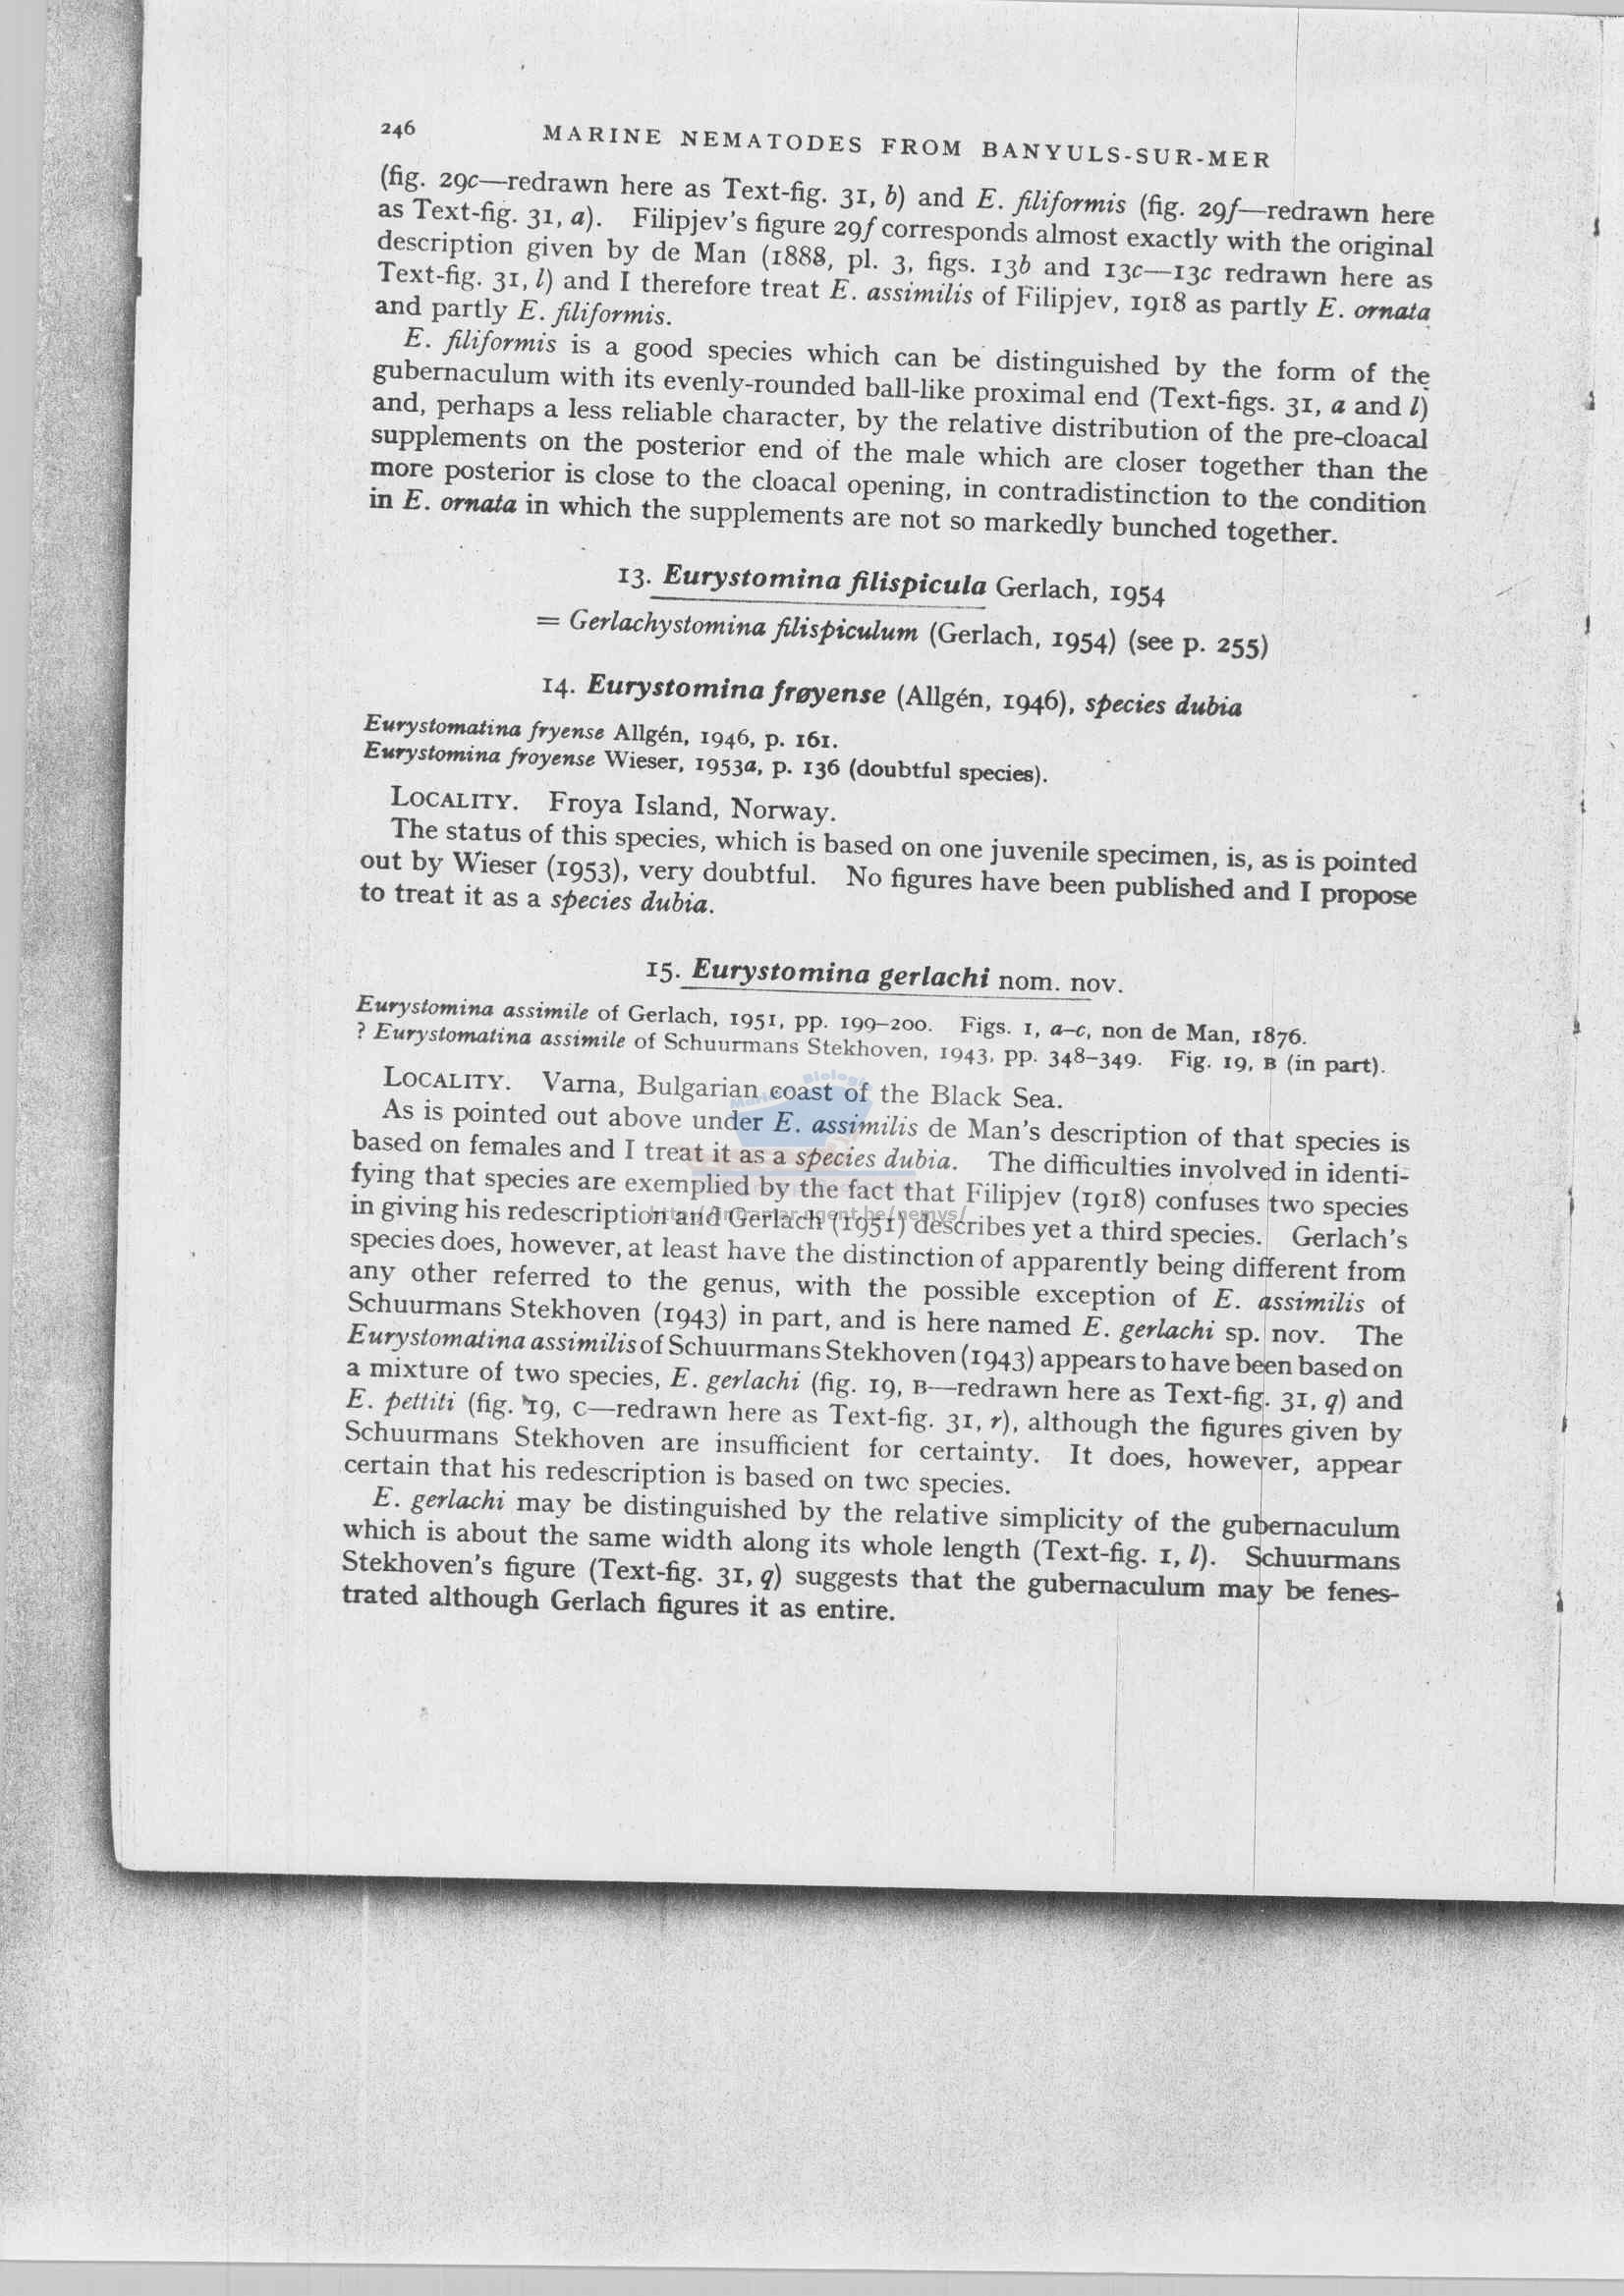 246 MARINE NEMATODES FROM BANYULS-SUR-MER
(fig. 29c—redrawn here as Text-fig. 31, b) and E. filiformis (fig. 29f—redrawn here
as Text-fig. 31, a). Filipjev's figure 29f corresponds almost exactly with the original
description given by de Man (1888, pl. 3, figs. 13b and 13c—13c redrawn here as
Text-fig. 31, l) and I therefore treat E. assimilis of Filipjev, 1918 as partly E. ornata
and partly E. filiformis.
E. filiformis is a good species which can be distinguished by the form of the
gubernaculum with its evenly-rounded ball-like proximal end (Text-figs. 31, a and l)
and, perhaps a less reliable character, by the relative distribution of the pre-cloacal
supplements on the posterior end of the male which are closer together than the
more posterior is close to the cloacal opening, in contradistinction to the condition
in E. ornata in which the supplements are not so markedly bunched together.
13. Eurystomina filispicula Gerlach, 1954
= Gerlachystomina filispiculum (Gerlach, 1954) (see p. 255)
14. Eurystomina frøyense (Allgén, 1946), species dubia
Eurystomatina fryense Allgén, 1946, p. 161.
Eurystomina froyense Wieser, 1953a, p. 136 (doubtful species).
LOCALITY. Froya Island, Norway.
The status of this species, which is based on one juvenile specimen, is, as is pointed
out by Wieser (1953), very doubtful. No figures have been published and I propose
to treat it as a species dubia.
15. Eurystomina gerlachi nom. nov.
Eurystomina assimile of Gerlach, 1951, pp. 199–200. Figs. 1, a–c, non de Man, 1876.
? Eurystomatina assimile of Schuurmans Stekhoven, 1943, pp. 348–349. Fig. 19, B (in part).
LOCALITY. Varna, Bulgarian coast of the Black Sea.
As is pointed out above under E. assimilis de Man's description of that species is
based on females and I treat it as a species dubia. The difficulties involved in identi-
fying that species are exemplied by the fact that Filipjev (1918) confuses two species
in giving his redescription and Gerlach (1951) describes yet a third species. Gerlach's
species does, however, at least have the distinction of apparently being different from
any other referred to the genus, with the possible exception of E. assimilis of
Schuurmans Stekhoven (1943) in part, and is here named E. gerlachi sp. nov. The
Eurystomatina assimilis of Schuurmans Stekhoven (1943) appears to have been based on
a mixture of two species, E. gerlachi (fig. 19, B—redrawn here as Text-fig. 31, q) and
E. pettiti (fig. 19, C—redrawn here as Text-fig. 31, r), although the figures given by
Schuurmans Stekhoven are insufficient for certainty. It does, however, appear
certain that his redescription is based on two species.
E. gerlachi may be distinguished by the relative simplicity of the gubernaculum
which is about the same width along its whole length (Text-fig. 1, l). Schuurmans
Stekhoven's figure (Text-fig. 31, q) suggests that the gubernaculum may be fenes-
trated although Gerlach figures it as entire.